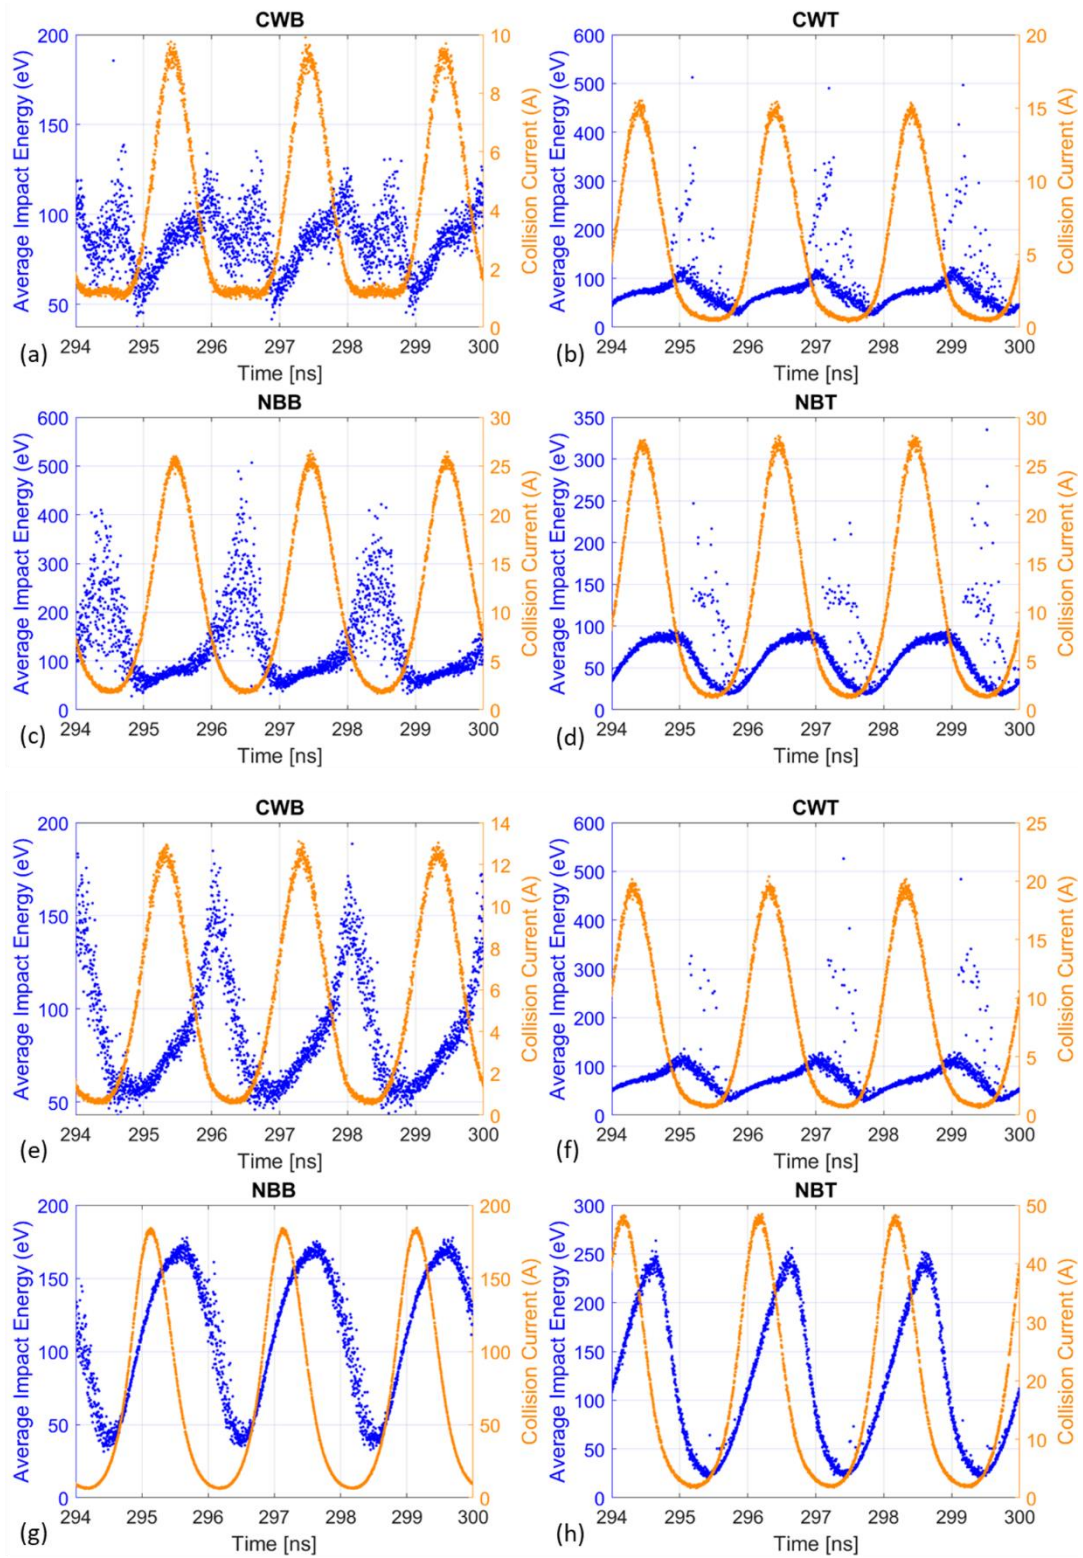 CWB
Average Impact Energy (eV)
200
150
100
50
10
8
6
4
2
0
Collision Current (A)
294 295 296 297 298 299 300
Time [ns]
(a)
CWT
Average Impact Energy (eV)
600
500
400
300
200
100
0
20
15
10
5
0
Collision Current (A)
294 295 296 297 298 299 300
Time [ns]
(b)
NBB
Average Impact Energy (eV)
600
500
400
300
200
100
0
30
25
20
15
10
5
0
Collision Current (A)
294 295 296 297 298 299 300
Time [ns]
(c)
NBT
Average Impact Energy (eV)
350
300
250
200
150
100
50
0
30
25
20
15
10
5
0
Collision Current (A)
294 295 296 297 298 299 300
Time [ns]
(d)
CWB
Average Impact Energy (eV)
200
150
100
50
14
12
10
8
6
4
2
0
Collision Current (A)
294 295 296 297 298 299 300
Time [ns]
(e)
CWT
Average Impact Energy (eV)
600
500
400
300
200
100
0
25
20
15
10
5
0
Collision Current (A)
294 295 296 297 298 299 300
Time [ns]
(f)
NBB
Average Impact Energy (eV)
200
150
100
50
0
200
150
100
50
0
Collision Current (A)
294 295 296 297 298 299 300
Time [ns]
(g)
NBT
Average Impact Energy (eV)
300
250
200
150
100
50
0
50
40
30
20
10
0
Collision Current (A)
294 295 296 297 298 299 300
Time [ns]
(h)